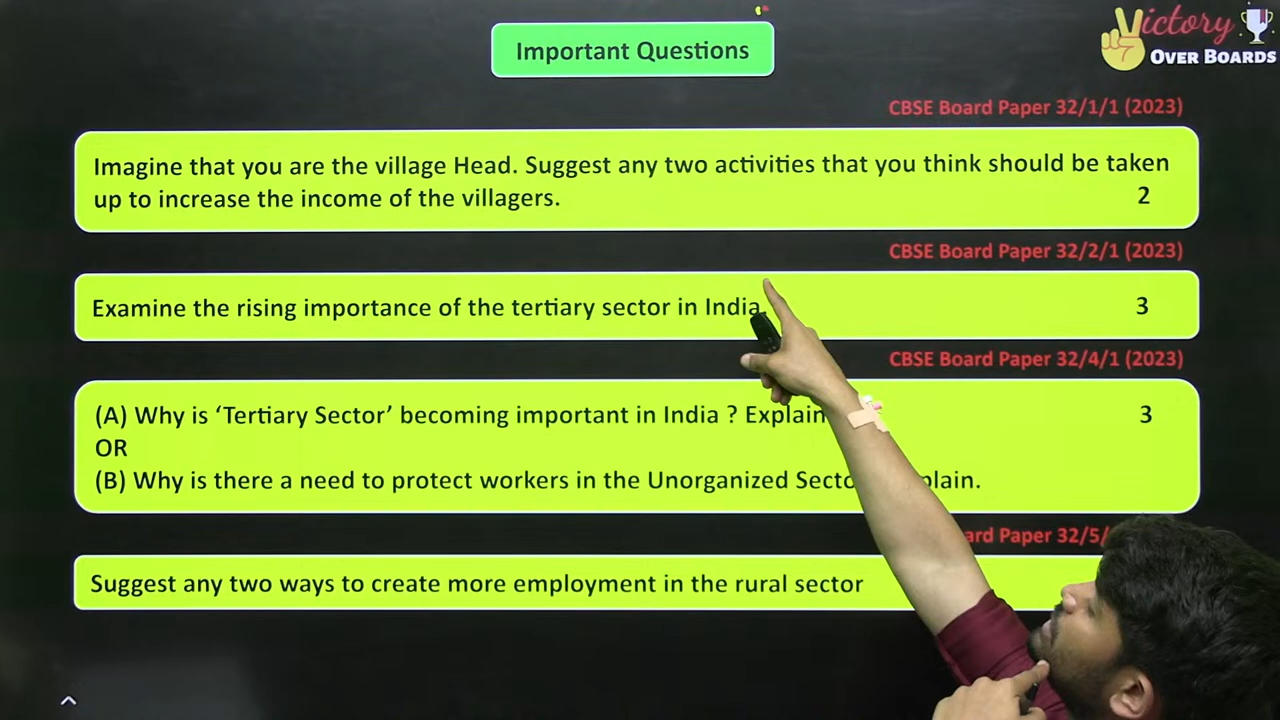 Important Questions
Victory
OVER BOARDS
CBSE Board Paper 32/1/1 (2023)
Imagine that you are the village Head. Suggest any two activities that you think should be taken
up to increase the income of the villagers. 2
CBSE Board Paper 32/2/1 (2023)
Examine the rising importance of the tertiary sector in India 3
CBSE Board Paper 32/4/1 (2023)
(A) Why is ‘Tertiary Sector’ becoming important in India ? Explain 3
OR
(B) Why is there a need to protect workers in the Unorganized
Paper 32/5/
Suggest any two ways to create more employment in the rural sector